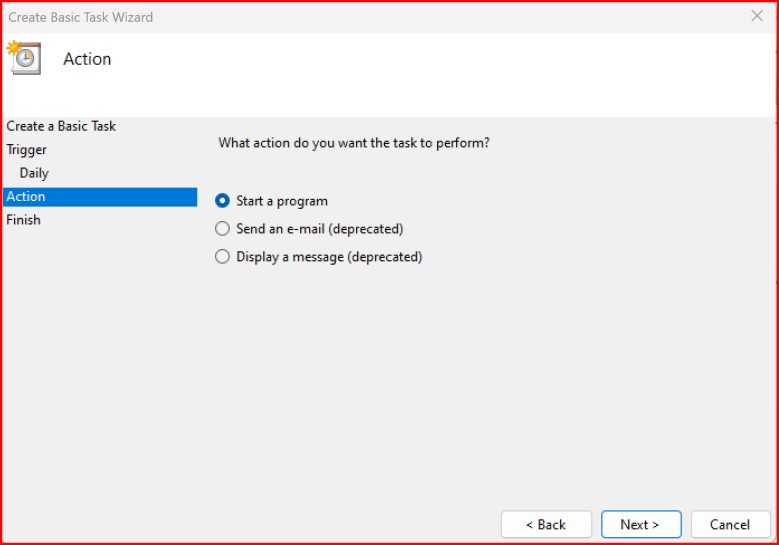 Create Basic Task Wizard
Action
Create a Basic Task
Trigger
Daily
Action
Finish
What action do you want the task to perform?
Start a program
Send an e-mail (deprecated)
Display a message (deprecated)
< Back
Next >
Cancel